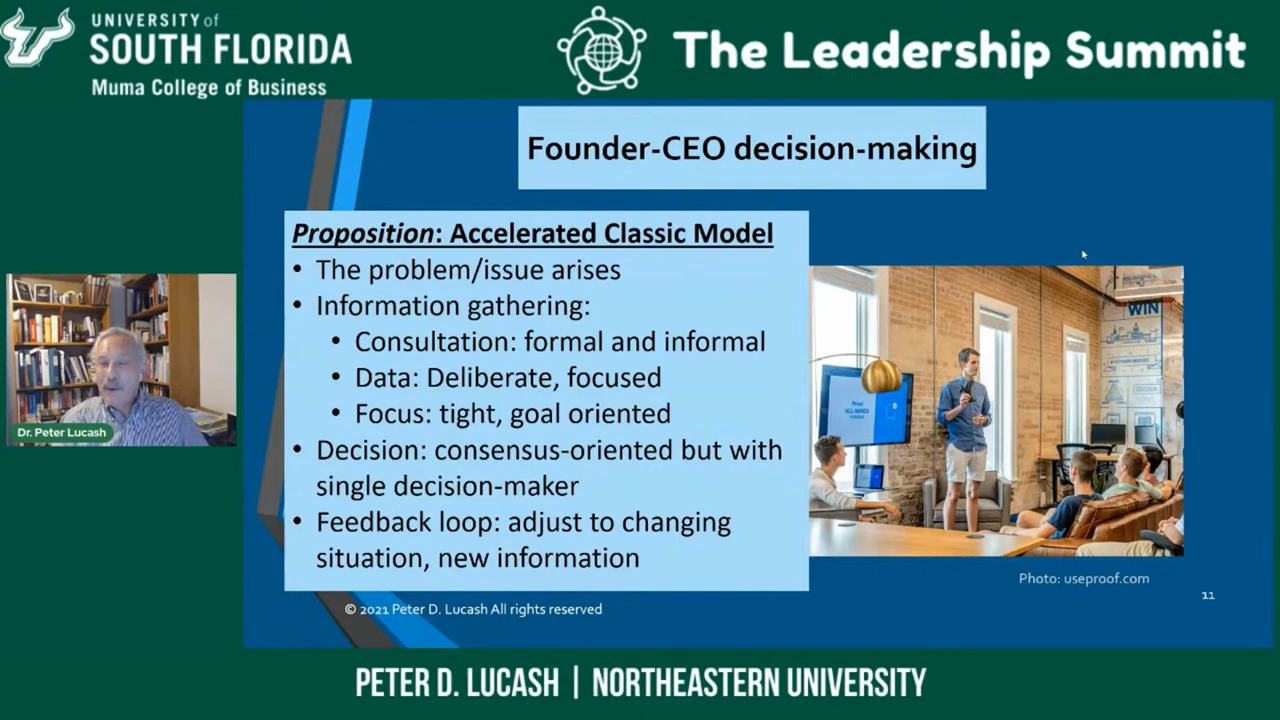 UNIVERSITY of
SOUTH FLORIDA
Muma College of Business
The Leadership Summit
Founder-CEO decision-making
Proposition: Accelerated Classic Model
• The problem/issue arises
• Information gathering:
• Consultation: formal and informal
• Data: Deliberate, focused
• Focus: tight, goal oriented
• Decision: consensus-oriented but with
single decision-maker
• Feedback loop: adjust to changing
situation, new information
Dr. Peter Lucash
WIN
ALL HANDS
Photo: useproof.com
11
© 2021 Peter D. Lucash All rights reserved
PETER D. LUCASH | NORTHEASTERN UNIVERSITY